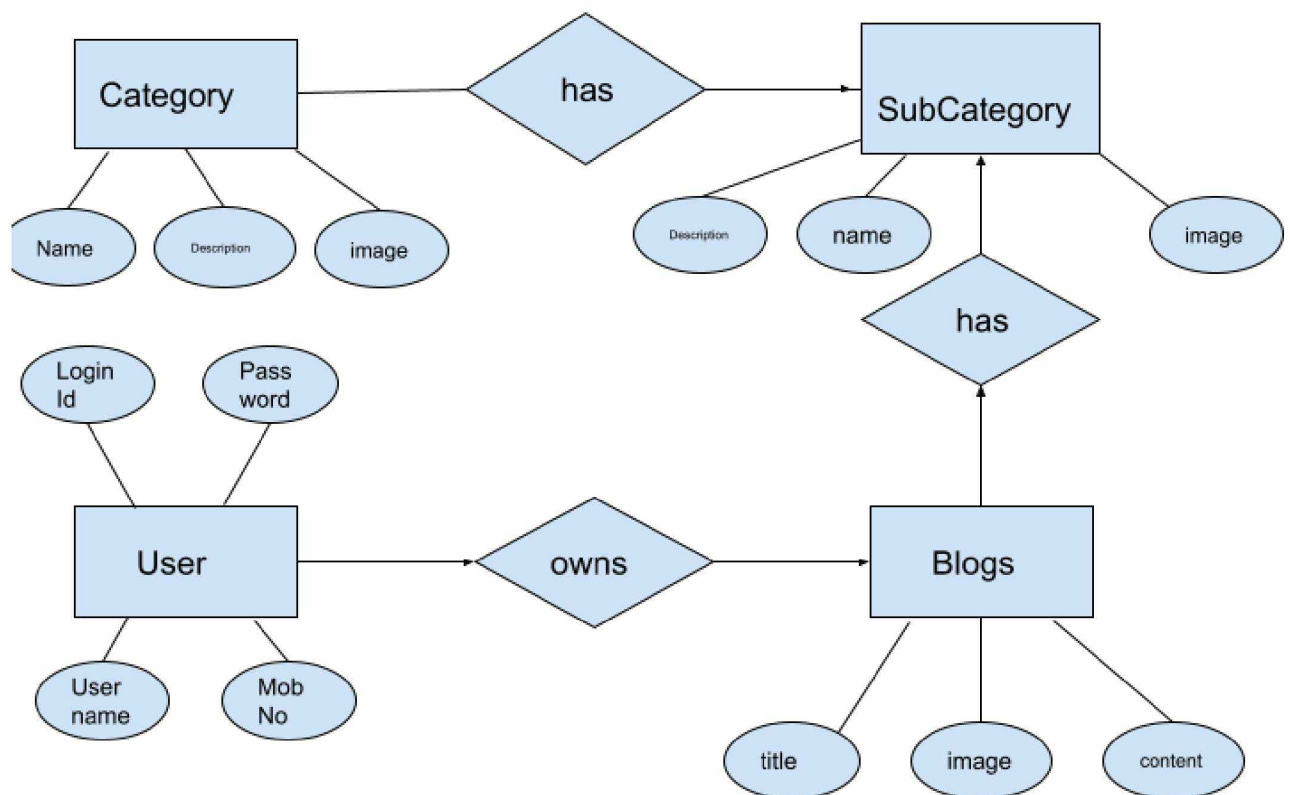 Category
has
SubCategory
Name
Description
image
Description
name
image
has
Login
Id
Pass
word
User
owns
Blogs
User
name
Mob
No
title
image
content